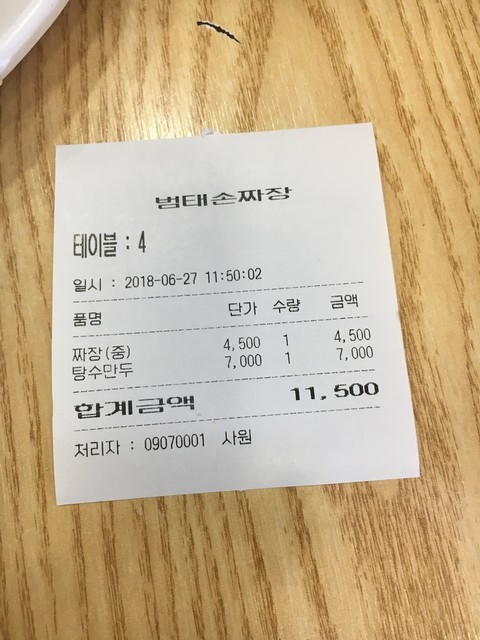 범태손짜장
테이블 : 4
일시 : 2018-06-27 11:50:02
품명 단가 수량 금액
짜장(중) 4,500 1 4,500
탕수만두 7,000 1 7,000
합계금액 11,500
처리자 : 09070001 사원